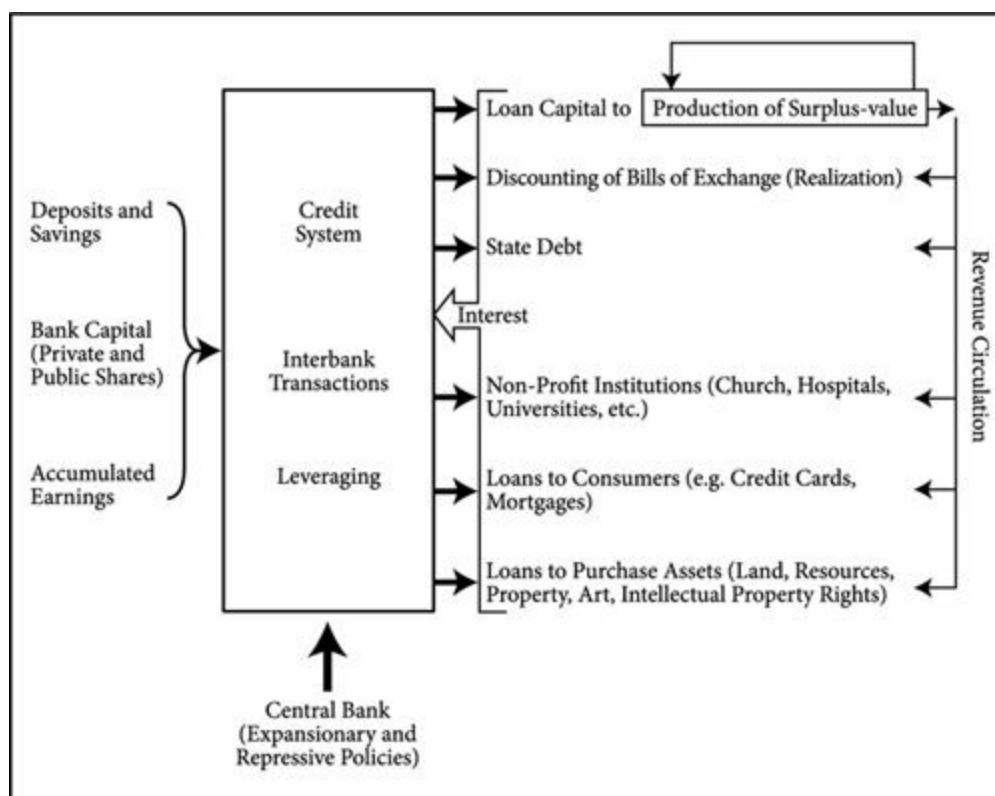 Deposits and
Savings
Bank Capital
(Private and
Public Shares)
Accumulated
Earnings
Credit
System
Interbank
Transactions
Leveraging
Central Bank
(Expansionary and
Repressive Policies)
Loan Capital to
Production of Surplus-value
Discounting of Bills of Exchange (Realization)
State Debt
Interest
Non-Profit Institutions (Church, Hospitals,
Universities, etc.)
Loans to Consumers (e.g. Credit Cards,
Mortgages)
Loans to Purchase Assets (Land, Resources,
Property, Art, Intellectual Property Rights)
Revenue Circulation